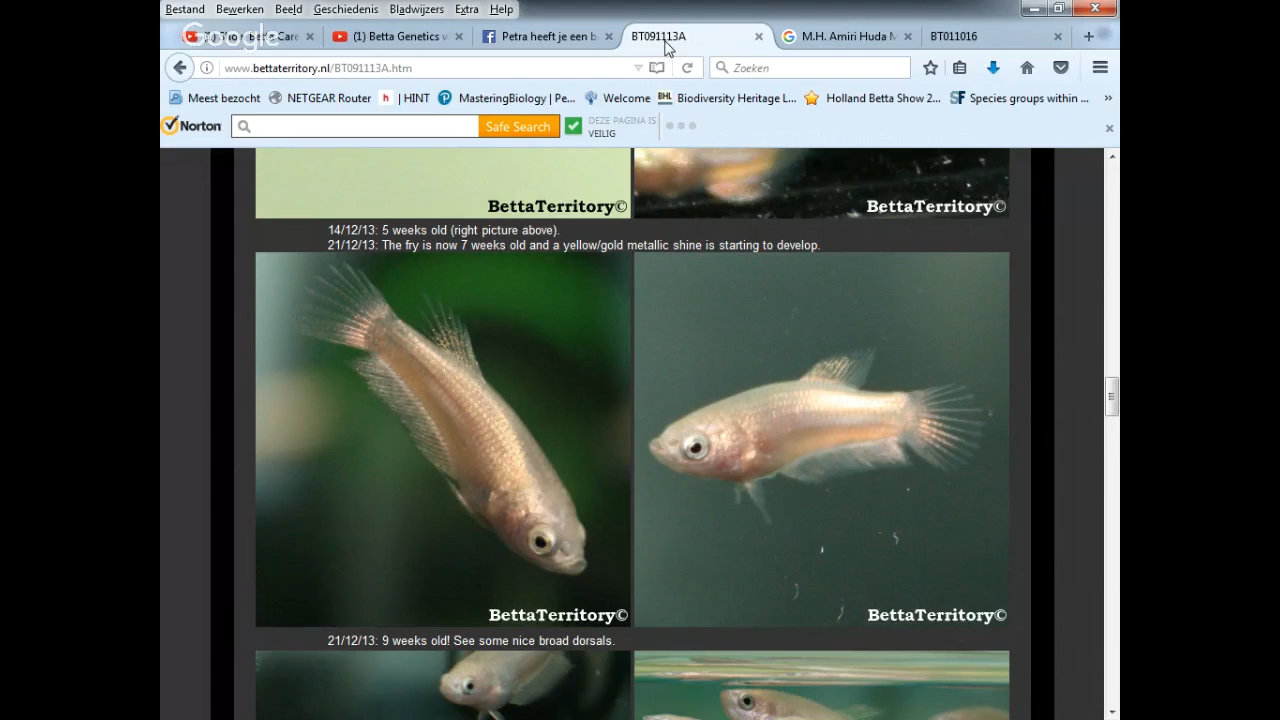 Bestand Bewerken Beeld Geschiedenis Bladwijzers Extra Help
Google
Care (1) Betta Genetics Petra heeft je een b BT091113A M.H. Amiri Huda M BT011016
www.bettaterritory.nl/BT091113A.htm Zoeken
Meest bezocht NETGEAR Router h | HINT MasteringBiology | Pe... Welcome BHL Biodiversity Heritage L... Holland Betta Show 2... SF Species groups within ... »
Norton Safe Search DEZE PAGINA IS
VEILIG
BettaTerritory© BettaTerritory©
14/12/13: 5 weeks old (right picture above).
21/12/13: The fry is now 7 weeks old and a yellow/gold metallic shine is starting to develop.
BettaTerritory© BettaTerritory©
21/12/13: 9 weeks old! See some nice broad dorsals.